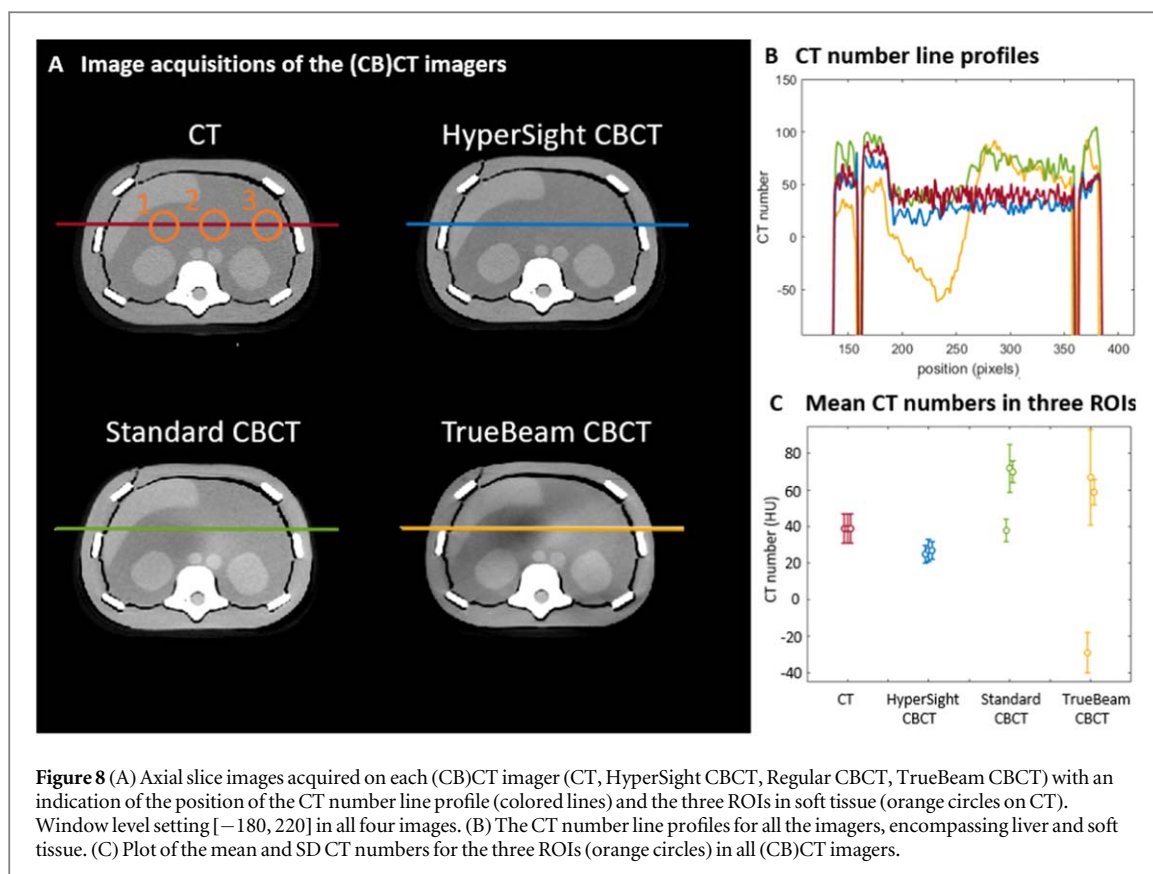 A Image acquisitions of the (CB)CT imagers
CT
HyperSight CBCT
1 2 3
Standard CBCT
TrueBeam CBCT
B CT number line profiles
150
100
50
0
-50
CT number
150 200 250 300 350 400
position (pixels)
C Mean CT numbers in three ROIs
80
60
40
20
0
-20
-40
CT number (HU)
CT HyperSight Standard TrueBeam
CBCT CBCT CBCT
Figure 8 (A) Axial slice images acquired on each (CB)CT imager (CT, HyperSight CBCT, Regular CBCT, TrueBeam CBCT) with an
indication of the position of the CT number line profile (colored lines) and the three ROIs in soft tissue (orange circles on CT).
Window level setting [−180, 220] in all four images. (B) The CT number line profiles for all the imagers, encompassing liver and soft
tissue. (C) Plot of the mean and SD CT numbers for the three ROIs (orange circles) in all (CB)CT imagers.